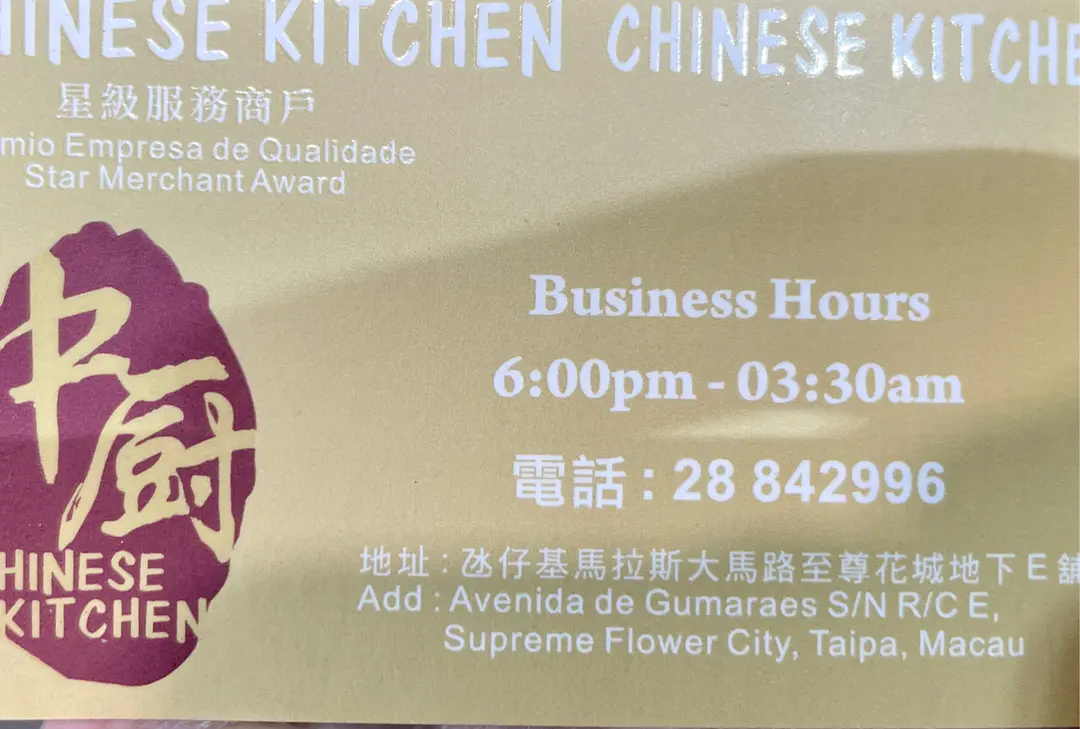 HINESE KITCHEN CHINESE KITCHE
星級服務商戶
mio Empresa de Qualidade
Star Merchant Award
中廚
HINESE
KITCHEN
Business Hours
6:00pm - 03:30am
電話 : 28 842996
地址 : 氹仔基馬拉斯大馬路至尊花城地下E舖
Add : Avenida de Gumaraes S/N R/C E,
Supreme Flower City, Taipa, Macau